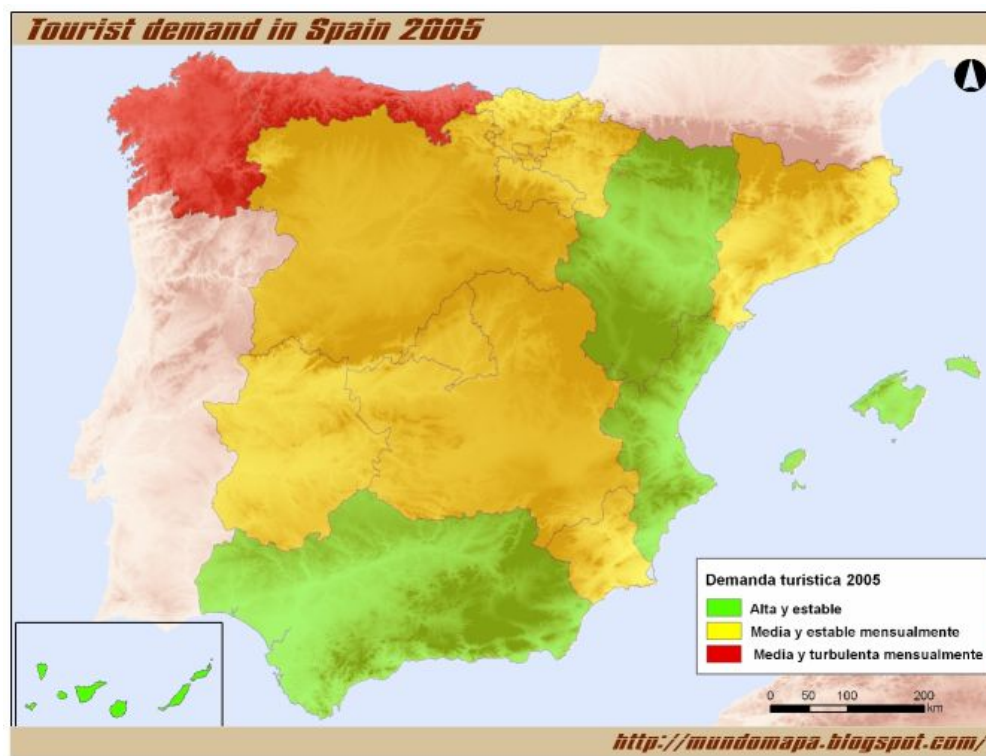 Tourist demand in Spain 2005
Demanda turistica 2005
Alta y estable
Media y estable mensualmente
Media y turbulenta mensualmente
0 50 100 200
km
http://mundomapa.blogspot.com/